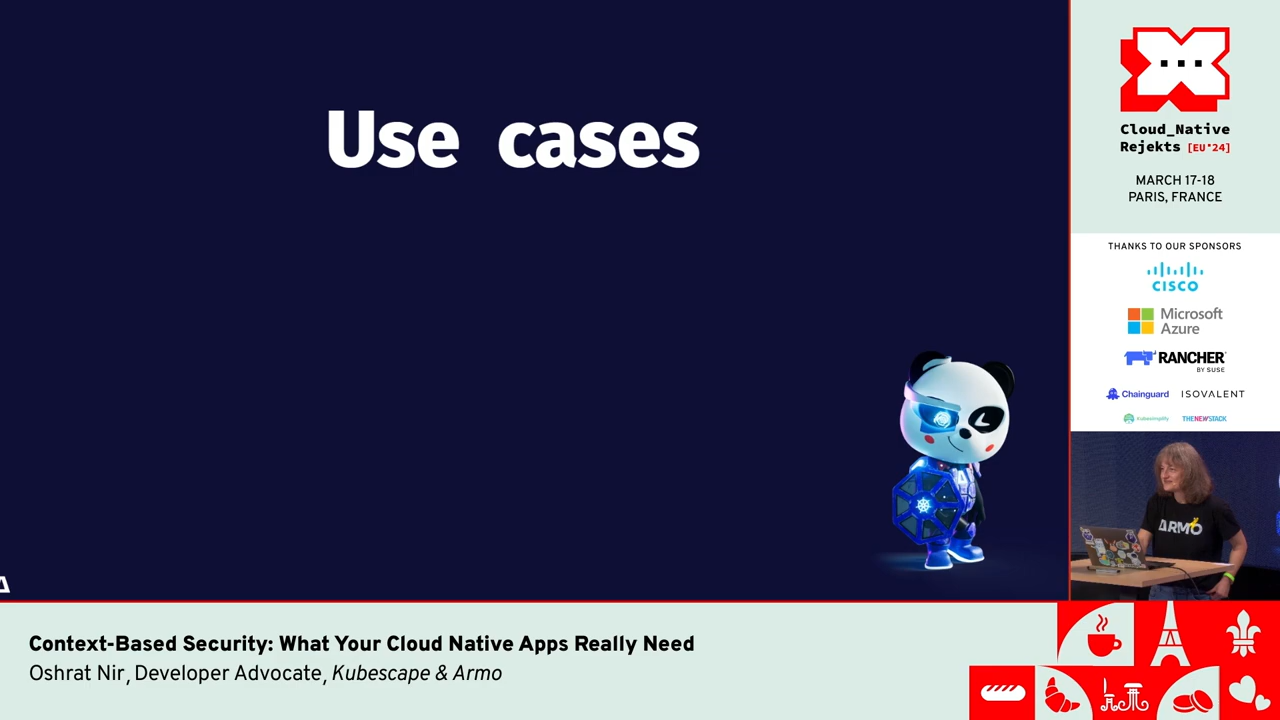 Use cases
Cloud_Native
Rejekts [EU'24]
MARCH 17-18
PARIS, FRANCE
THANKS TO OUR SPONSORS
CISCO
Microsoft
Azure
RANCHER
BY SUSE
Chainguard
ISOVALENT
Kubesimplify
THENEWSTACK
ARMO
Context-Based Security: What Your Cloud Native Apps Really Need
Oshrat Nir, Developer Advocate, Kubescape & Armo